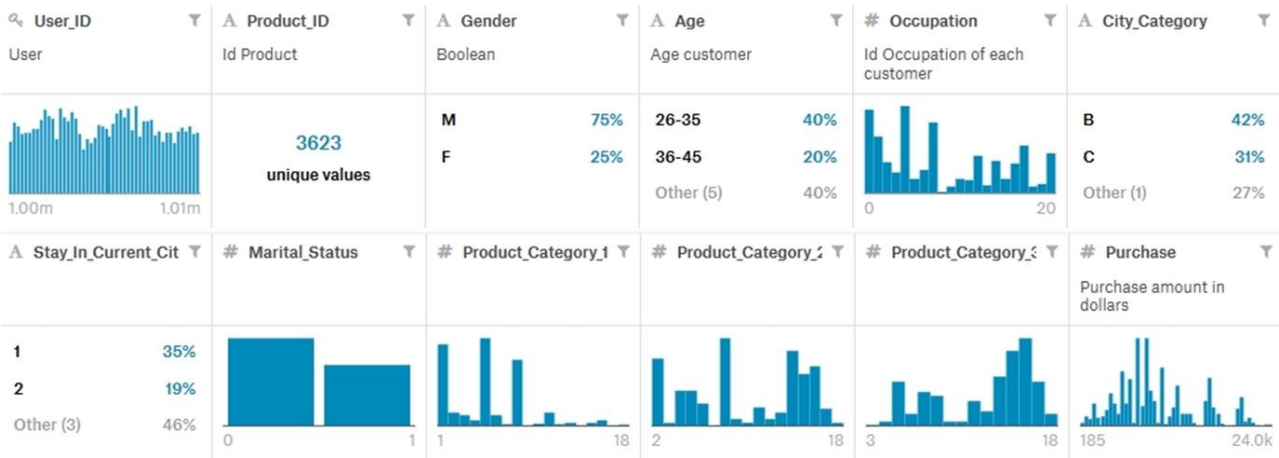 User_ID
User
1.00m 1.01m
A Product_ID
Id Product
3623
unique values
A Gender
Boolean
M 75%
F 25%
A Age
Age customer
26-35 40%
36-45 20%
Other (5) 40%
# Occupation
Id Occupation of each
customer
0 20
A City_Category
B 42%
C 31%
Other (1) 27%
A Stay_In_Current_Cit
1 35%
2 19%
Other (3) 46%
# Marital_Status
0 1
# Product_Category_1
1 18
# Product_Category_2
2 18
# Product_Category_3
3 18
# Purchase
Purchase amount in
dollars
185 24.0k